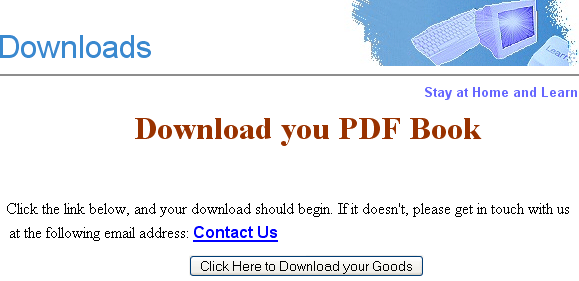 Downloads
Learn
Stay at Home and Learn
Download you PDF Book
Click the link below, and your download should begin. If it doesn't, please get in touch with us
at the following email address: Contact Us
Click Here to Download your Goods